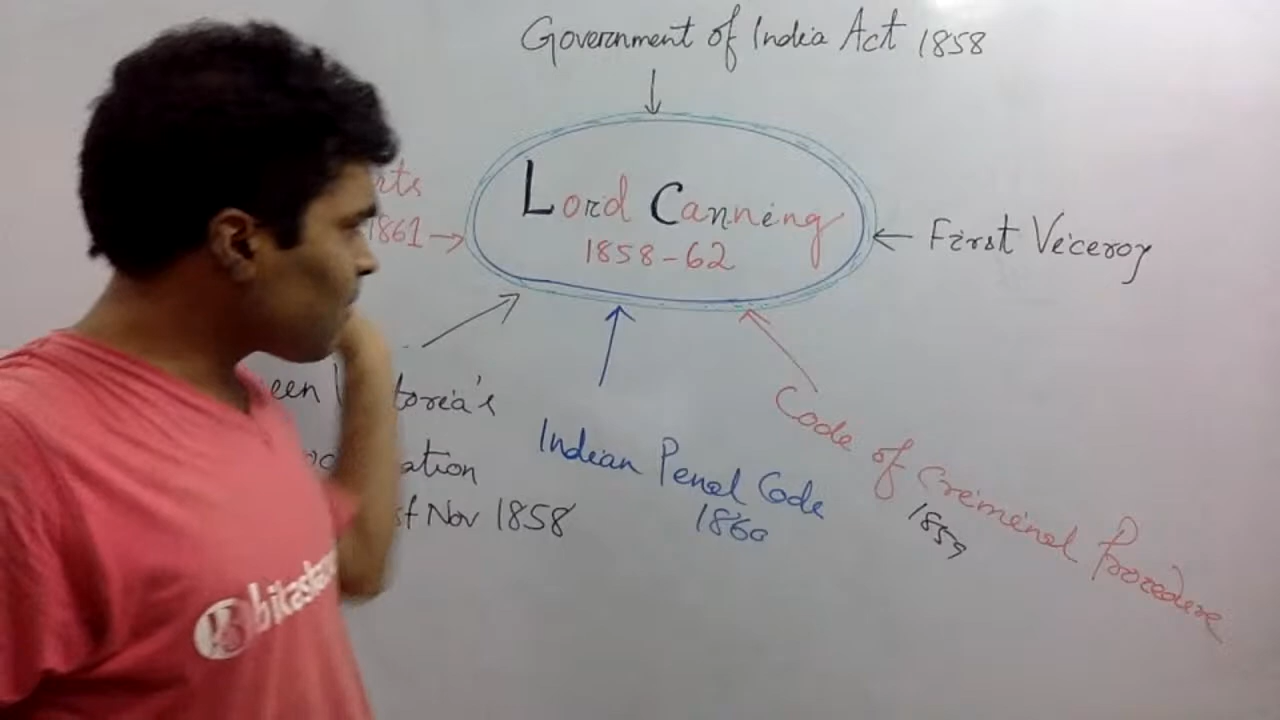 Government of India Act 1858
Lord Canning
1858-62
1861
First Viceroy
1858
Nov
Indian Penal Code
1860
Code of Criminal Procedure
1859